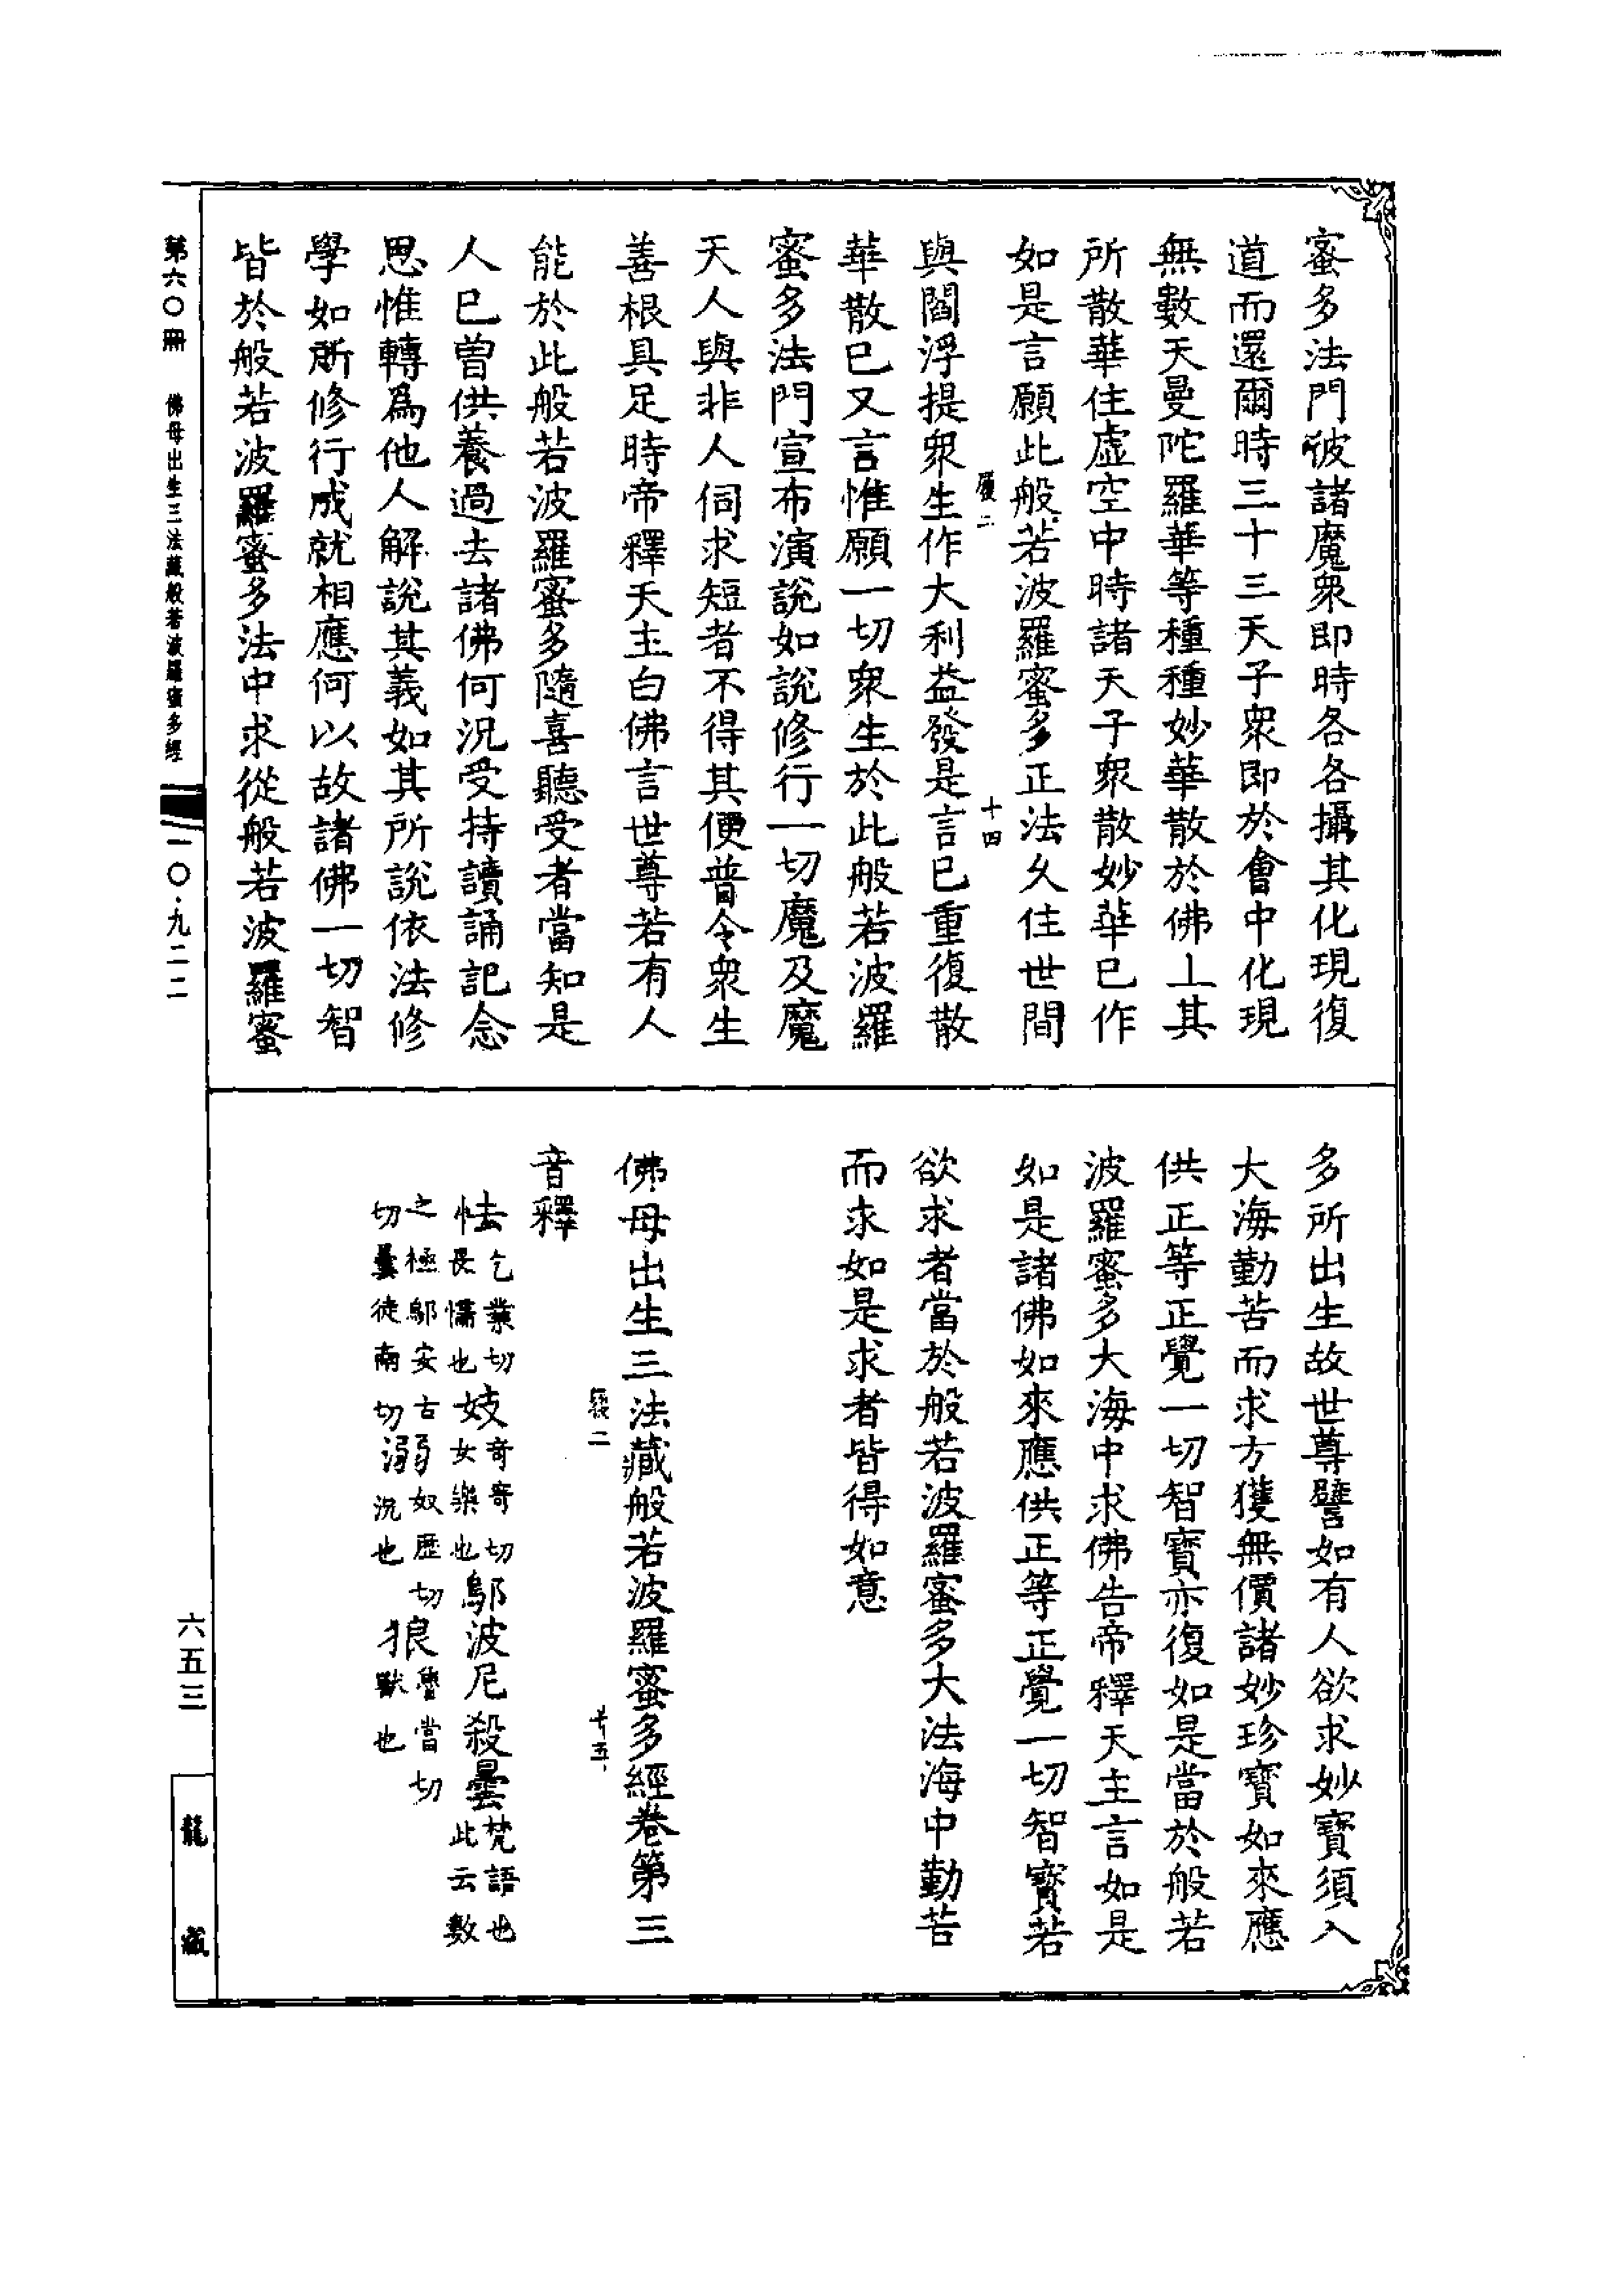 蜜多法門彼諸魔衆即時各各攝其化現復
道而還爾時三十三天子衆即於會中化現
無數天曼陀羅華等種種妙華散於佛上其
所散華住虛空中時諸天子衆散妙華已作
如是言願此般若波羅蜜多正法久住世間
履二
十四
與閻浮提衆生作大利益發是言已重復散
華散已又言惟願一切衆生於此般若波羅
蜜多法門宣布演說如說修行一切魔及魔
天人與非人伺求短者不得其便普令衆生
善根具足時帝釋天主白佛言世尊若有人
能於此般若波羅蜜多隨喜聽受者當知是
人已曾供養過去諸佛何況受持讀誦記念
思惟轉爲他人解說其義如其所說依法修
學如所修行成就相應何以故諸佛一切智
皆於般若波羅蜜多法中求從般若波羅蜜
多所出生故世尊譬如有人欲求妙寶須入
大海勤苦而求方獲無價諸妙珍寶如來應
供正等正覺一切智寶亦復如是當於般若
波羅蜜多大海中求佛告帝釋天主言如是
如是諸佛如來應供正等正覺一切智寶若
欲求者當於般若波羅蜜多大法海中勤苦
而求如是求者皆得如意
佛母出生三法藏般若波羅蜜多經卷第三
履二
十五
音釋
怯乞業切畏懦也妓奇寄切女樂也鄔波尼殺曇梵語也此云數
之極鄔安古切曇徒南切溺奴歷切沉也狼魯當切獸也
第六〇冊 佛母出生三法藏般若波羅蜜多經
一〇·九二二
六五三
龍藏